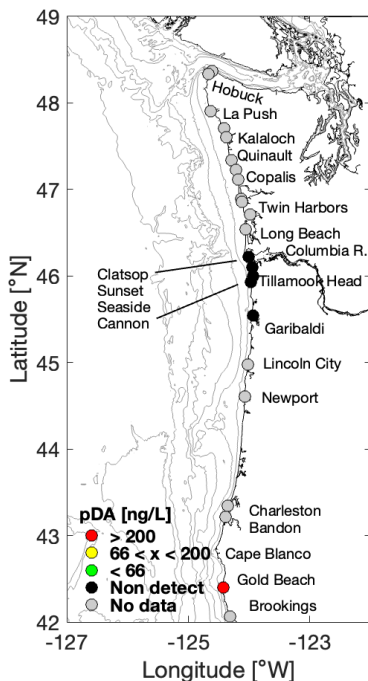 49
48
47
46
45
44
43
42
Latitude [°N]
Hobuck
La Push
Kalaloch
Quinault
Copalis
Twin Harbors
Long Beach
Columbia R.
Clatsop
Sunset
Seaside
Cannon
Tillamook Head
Garibaldi
Lincoln City
Newport
Charleston
Bandon
Cape Blanco
Gold Beach
Brookings
pDA [ng/L]
> 200
66 < x < 200
< 66
Non detect
No data
-127
-125
-123
Longitude [°W]